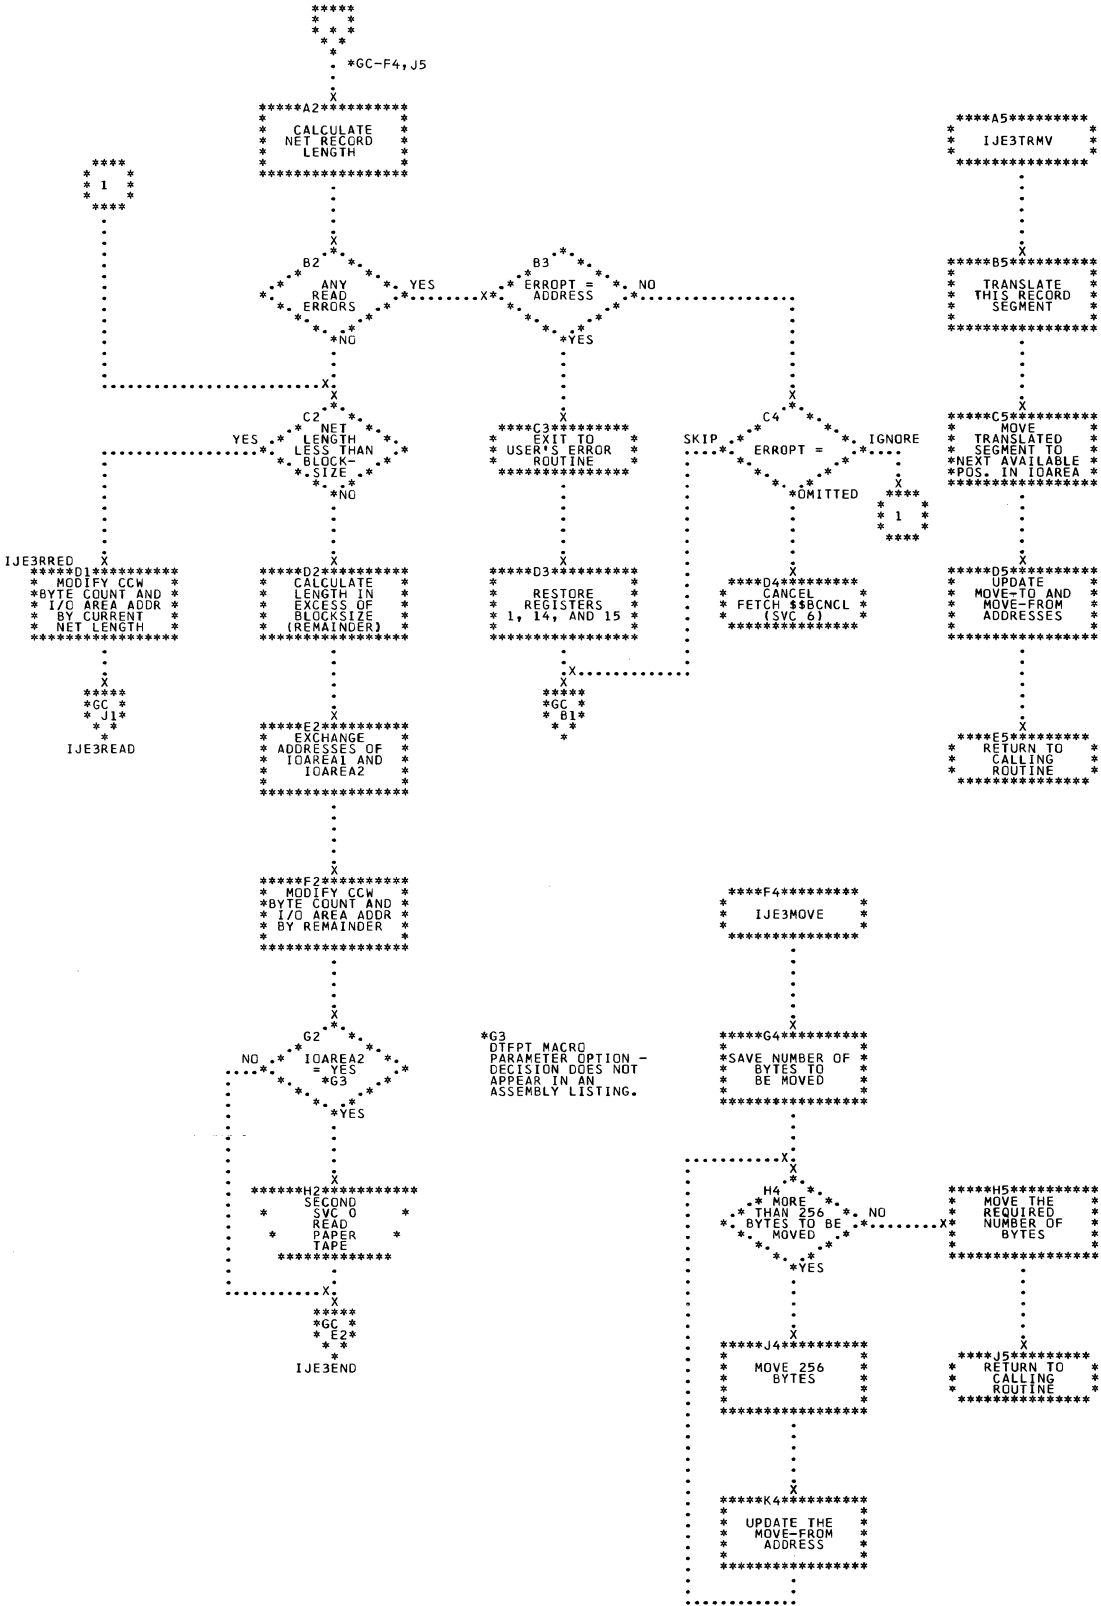 *GC-F4,J5
A2
CALCULATE
NET RECORD
LENGTH
A5
IJE3TRMV
1
B2
ANY
READ
ERRORS
YES
NO
B3
ERROPT =
ADDRESS
NO
YES
B5
TRANSLATE
THIS RECORD
SEGMENT
C2
NET
LENGTH
LESS THAN
BLOCK-
SIZE
YES
NO
C3
EXIT TO
USER'S ERROR
ROUTINE
C4
ERROPT =
SKIP
IGNORE
OMITTED
1
C5
MOVE
TRANSLATED
SEGMENT TO
NEXT AVAILABLE
POS. IN IOAREA
IJE3RRED
D1
MODIFY CCW
BYTE COUNT AND
I/O AREA ADDR
BY CURRENT
NET LENGTH
D2
CALCULATE
LENGTH IN
EXCESS OF
BLOCKSIZE
(REMAINDER)
D3
RESTORE
REGISTERS
1, 14, AND 15
D4
CANCEL
FETCH $$BCNCL
(SVC 6)
D5
UPDATE
MOVE-TO AND
MOVE-FROM
ADDRESSES
GC
J1
IJE3READ
GC
B1
E2
EXCHANGE
ADDRESSES OF
IOAREA1 AND
IOAREA2
E5
RETURN TO
CALLING
ROUTINE
F2
MODIFY CCW
BYTE COUNT AND
I/O AREA ADDR
BY REMAINDER
F4
IJE3MOVE
G2
IOAREA2
= YES
*G3
NO
YES
*G3
DTFPT MACRO
PARAMETER OPTION -
DECISION DOES NOT
APPEAR IN AN
ASSEMBLY LISTING.
G4
SAVE NUMBER OF
BYTES TO
BE MOVED
H2
SECOND
SVC 0
READ
PAPER
TAPE
H4
MORE
THAN 256
BYTES TO BE
MOVED
NO
YES
H5
MOVE THE
REQUIRED
NUMBER OF
BYTES
GC
E2
IJE3END
J4
MOVE 256
BYTES
J5
RETURN TO
CALLING
ROUTINE
K4
UPDATE THE
MOVE-FROM
ADDRESS